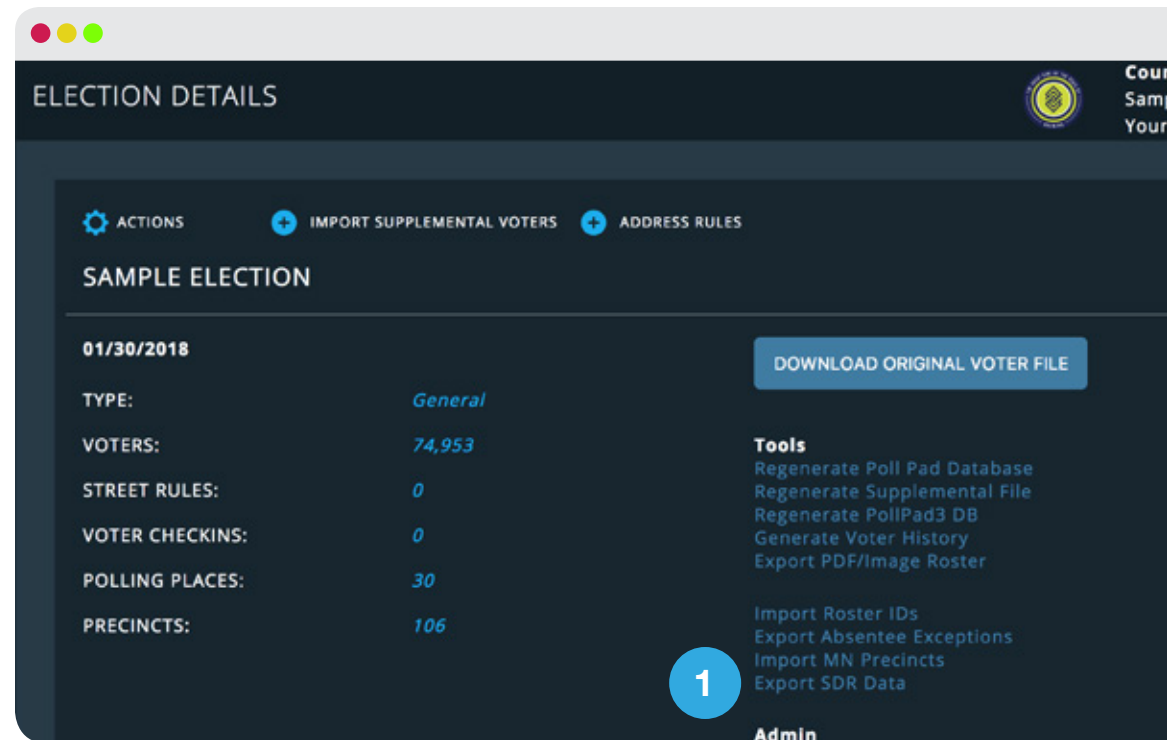 ELECTION DETAILS
Cour
Samp
Your
ACTIONS IMPORT SUPPLEMENTAL VOTERS ADDRESS RULES
SAMPLE ELECTION
01/30/2018
DOWNLOAD ORIGINAL VOTER FILE
TYPE: General
VOTERS: 74,953
STREET RULES: 0
VOTER CHECKINS: 0
POLLING PLACES: 30
PRECINCTS: 106
Tools
Regenerate Poll Pad Database
Regenerate Supplemental File
Regenerate PollPad3 DB
Generate Voter History
Export PDF/Image Roster
Import Roster IDs
Export Absentee Exceptions
Import MN Precincts
1 Export SDR Data
Admin